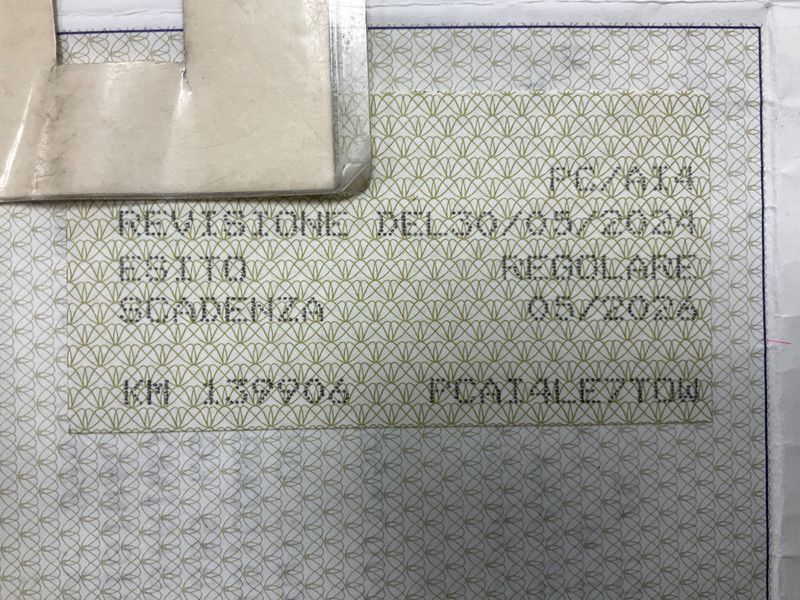 PC/AI4
REVISIONE DEL30/05/2024
ESITO REGOLARE
SCADENZA 05/2026
KM 139906 PCAI4LE7TOW